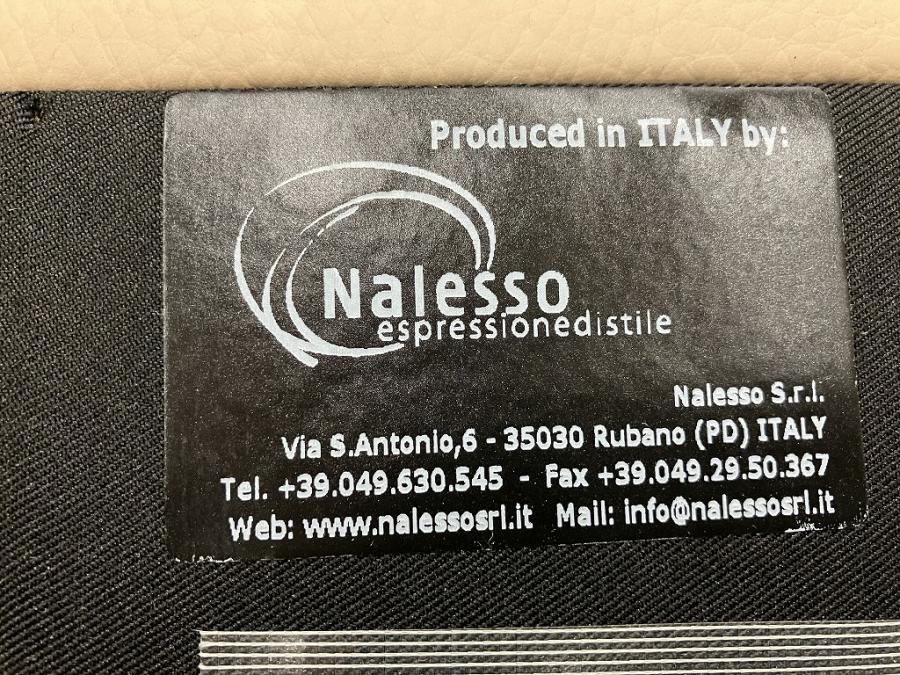 Produced in ITALY by:
Nalesso
espressionedistile
Nalesso S.r.l.
Via S.Antonio,6 - 35030 Rubano (PD) ITALY
Tel. +39.049.630.545 - Fax +39.049.29.50.367
Web: www.nalessosrl.it Mail: info@nalessosrl.it